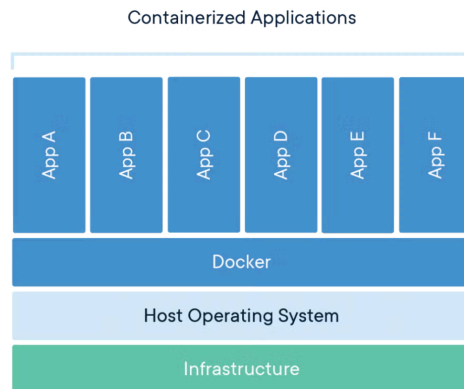 Containerized Applications
App A
App B
App C
App D
App E
App F
Docker
Host Operating System
Infrastructure